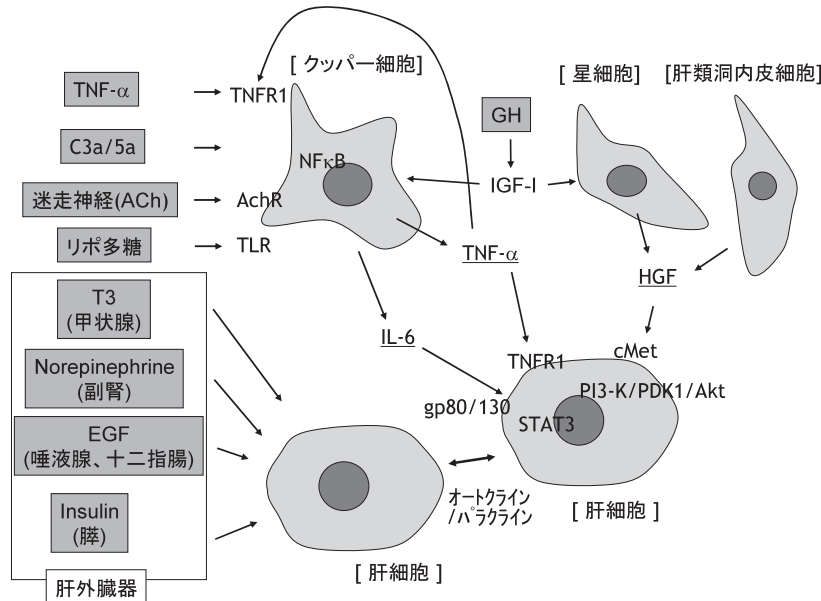 [ クッパー細胞]
[ 星細胞]
[肝類洞内皮細胞]
TNF-α
TNFR1
GH
C3a/5a
NFκB
IGF-I
迷走神経(ACh)
AchR
リポ多糖
TLR
TNF-α
HGF
T3
(甲状腺)
IL-6
TNFR1
cMet
Norepinephrine
(副腎)
gp80/130
PI3-K/PDK1/Akt
STAT3
EGF
(唾液腺、十二指腸)
オートクライン
/パラクライン
[ 肝細胞 ]
Insulin
(膵)
[ 肝細胞 ]
肝外臓器